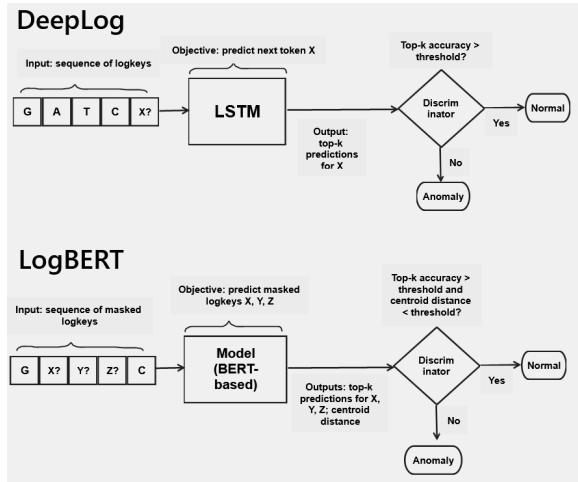 DeepLog
Objective: predict next token X
Top-k accuracy >
threshold?
Input: sequence of logkeys
G A T C X?
LSTM
Discrim
inator
Normal
Yes
Output:
top-k
predictions
for X
No
Anomaly
LogBERT
Objective: predict masked
logkeys X, Y, Z
Top-k accuracy >
threshold and
centroid distance
< threshold?
Input: sequence of masked
logkeys
G X? Y? Z? C
Model
(BERT-
based)
Discrim
inator
Normal
Yes
Outputs: top-k
predictions for X,
Y, Z; centroid
distance
No
Anomaly